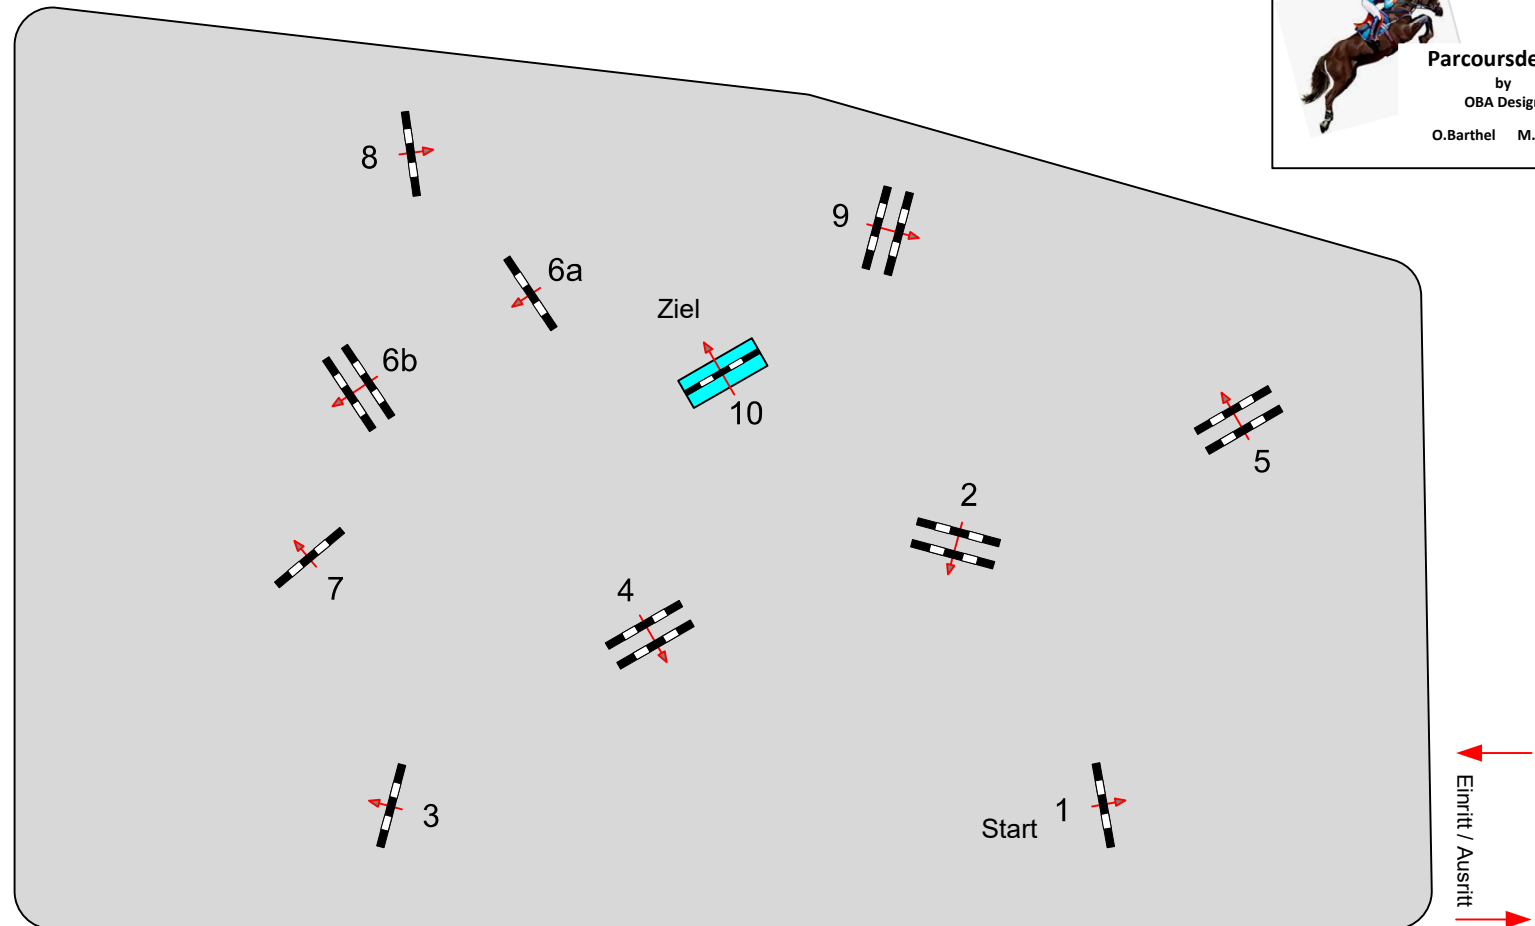 Parcoursde
by
OBA Design
O.Barthel M.
8
9
6a
Ziel
6b
10
5
2
4
7
3
1
Start
Einritt / Ausritt